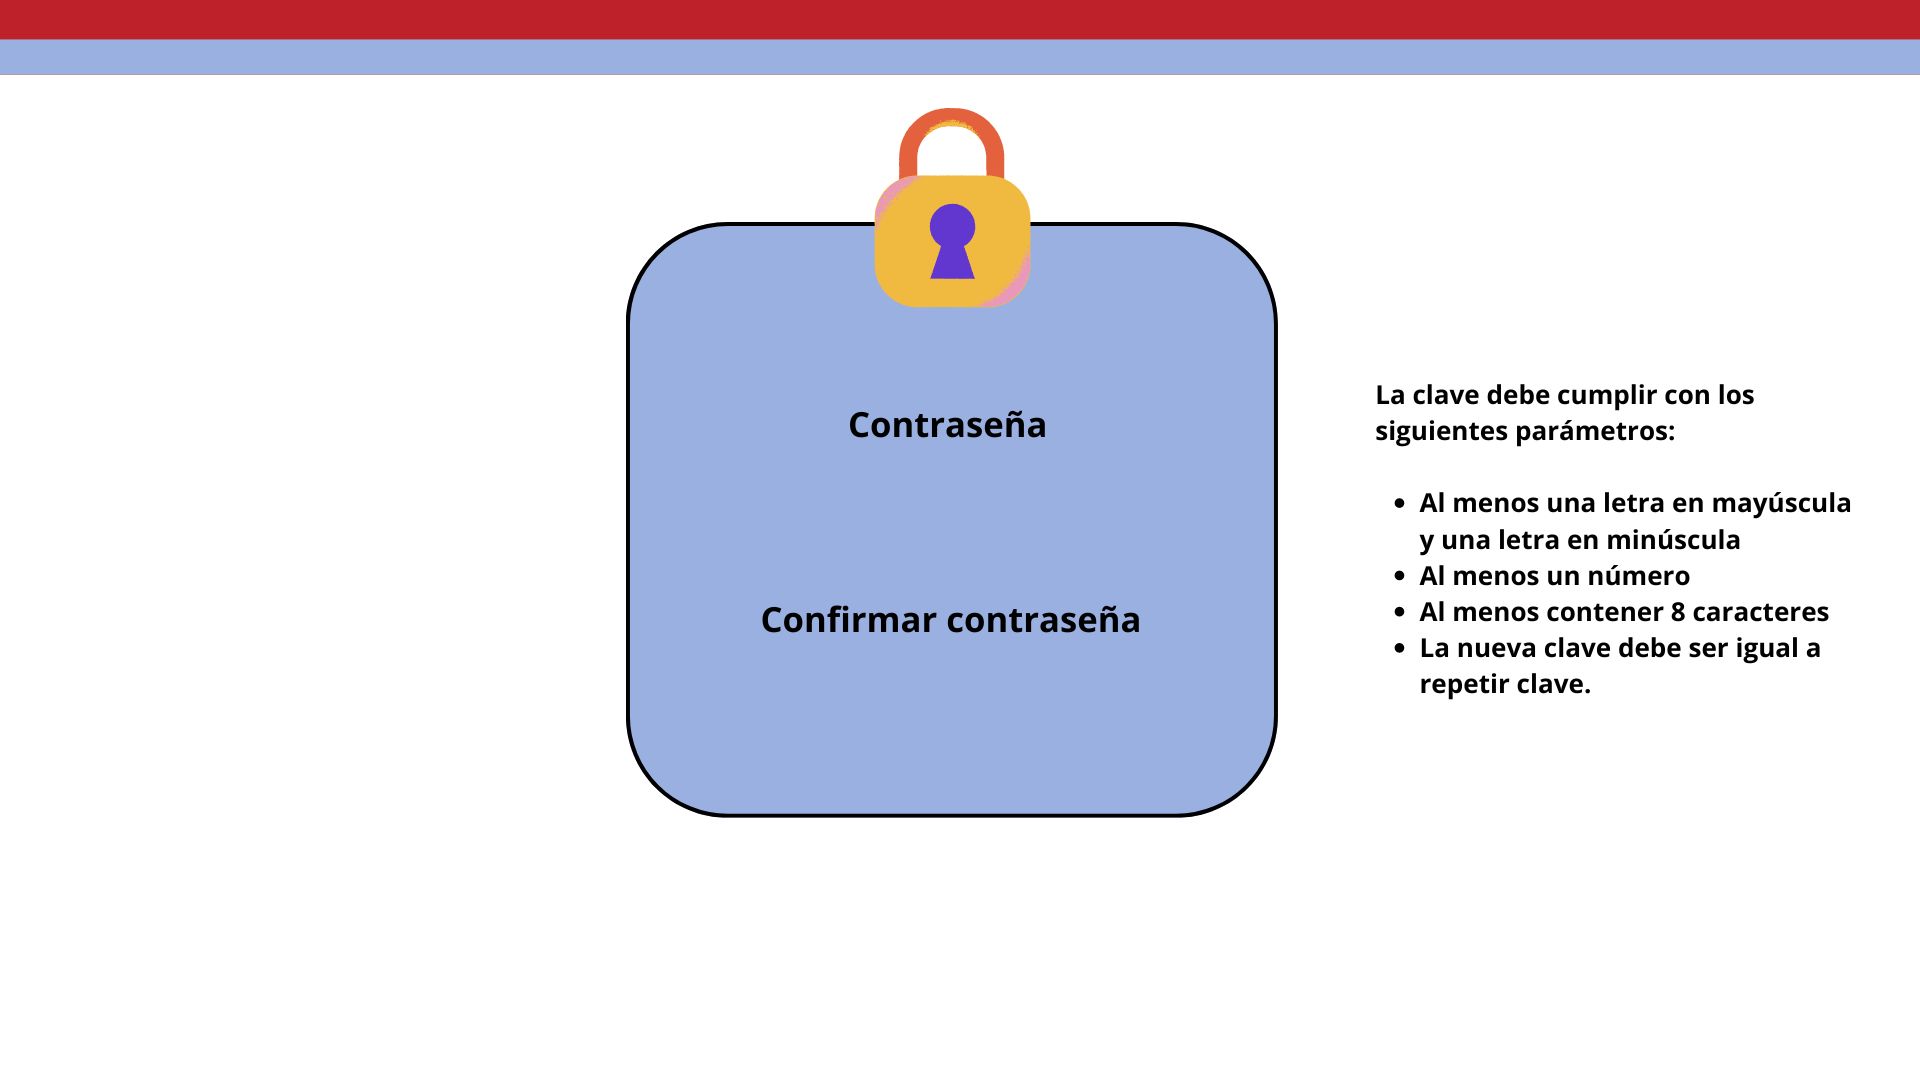 Contraseña
Confirmar contraseña
La clave debe cumplir con los
siguientes parámetros:
• Al menos una letra en mayúscula
y una letra en minúscula
• Al menos un número
• Al menos contener 8 caracteres
• La nueva clave debe ser igual a
repetir clave.